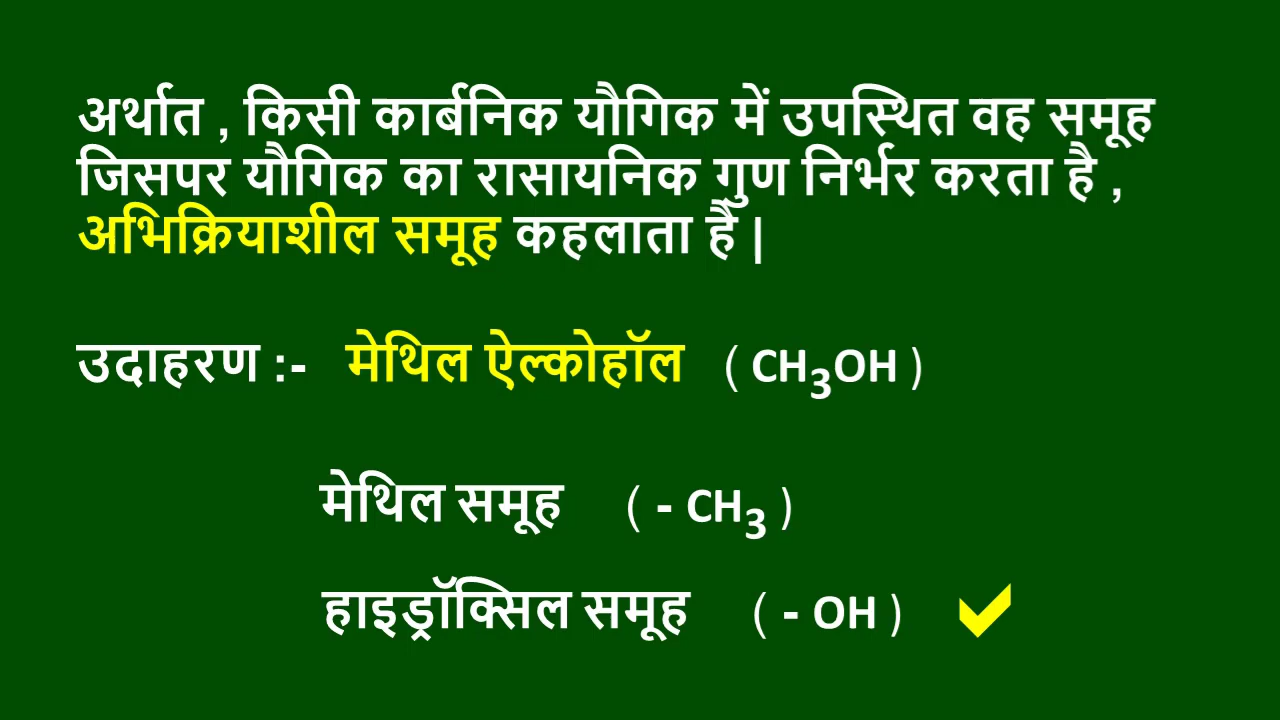 अर्थात , किसी कार्बनिक यौगिक में उपस्थित वह समूह
जिसपर यौगिक का रासायनिक गुण निर्भर करता है ,
अभिक्रियाशील समूह कहलाता है |
उदाहरण :- मेथिल ऐल्कोहॉल ( CH₃OH )
मेथिल समूह ( - CH₃ )
हाइड्रॉक्सिल समूह ( - OH )